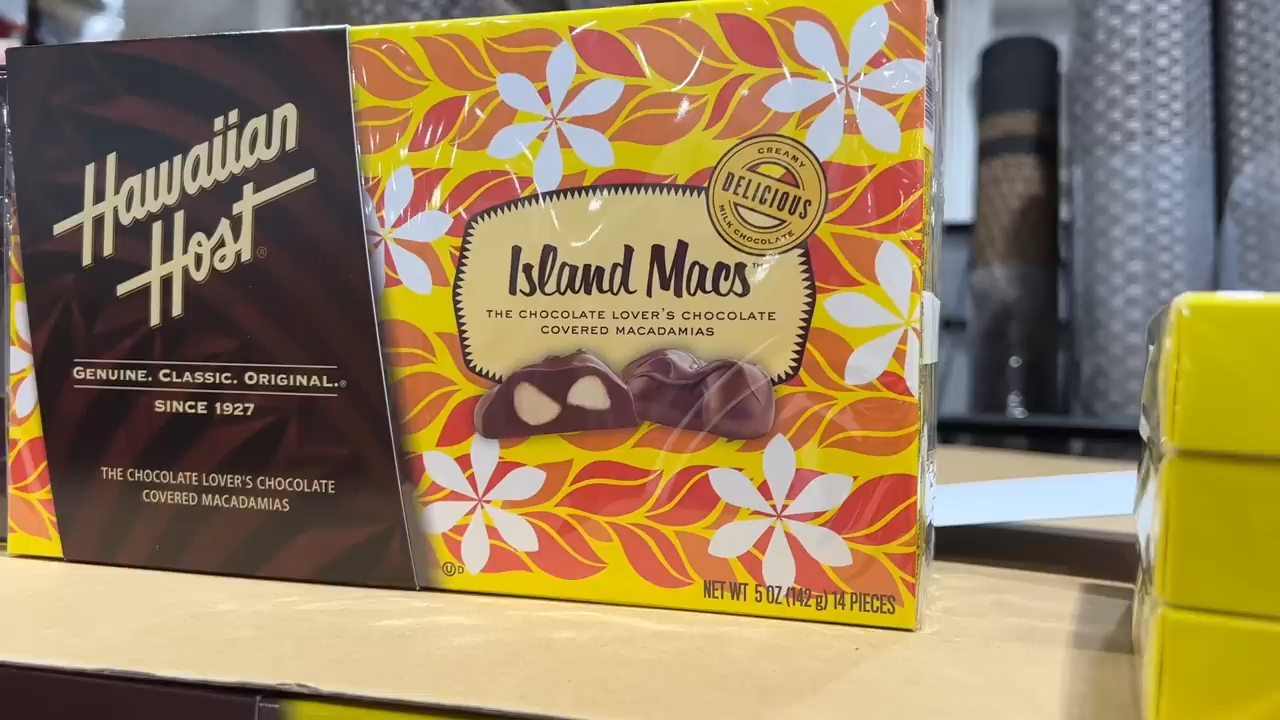 Hawaiian
Host®
GENUINE. CLASSIC. ORIGINAL.®
SINCE 1927
THE CHOCOLATE LOVER'S CHOCOLATE
COVERED MACADAMIAS
CREAMY
DELICIOUS
MILK CHOCOLATE
Island Macs™
THE CHOCOLATE LOVER'S CHOCOLATE
COVERED MACADAMIAS
U D
NET WT 5 OZ (142 g) 14 PIECES